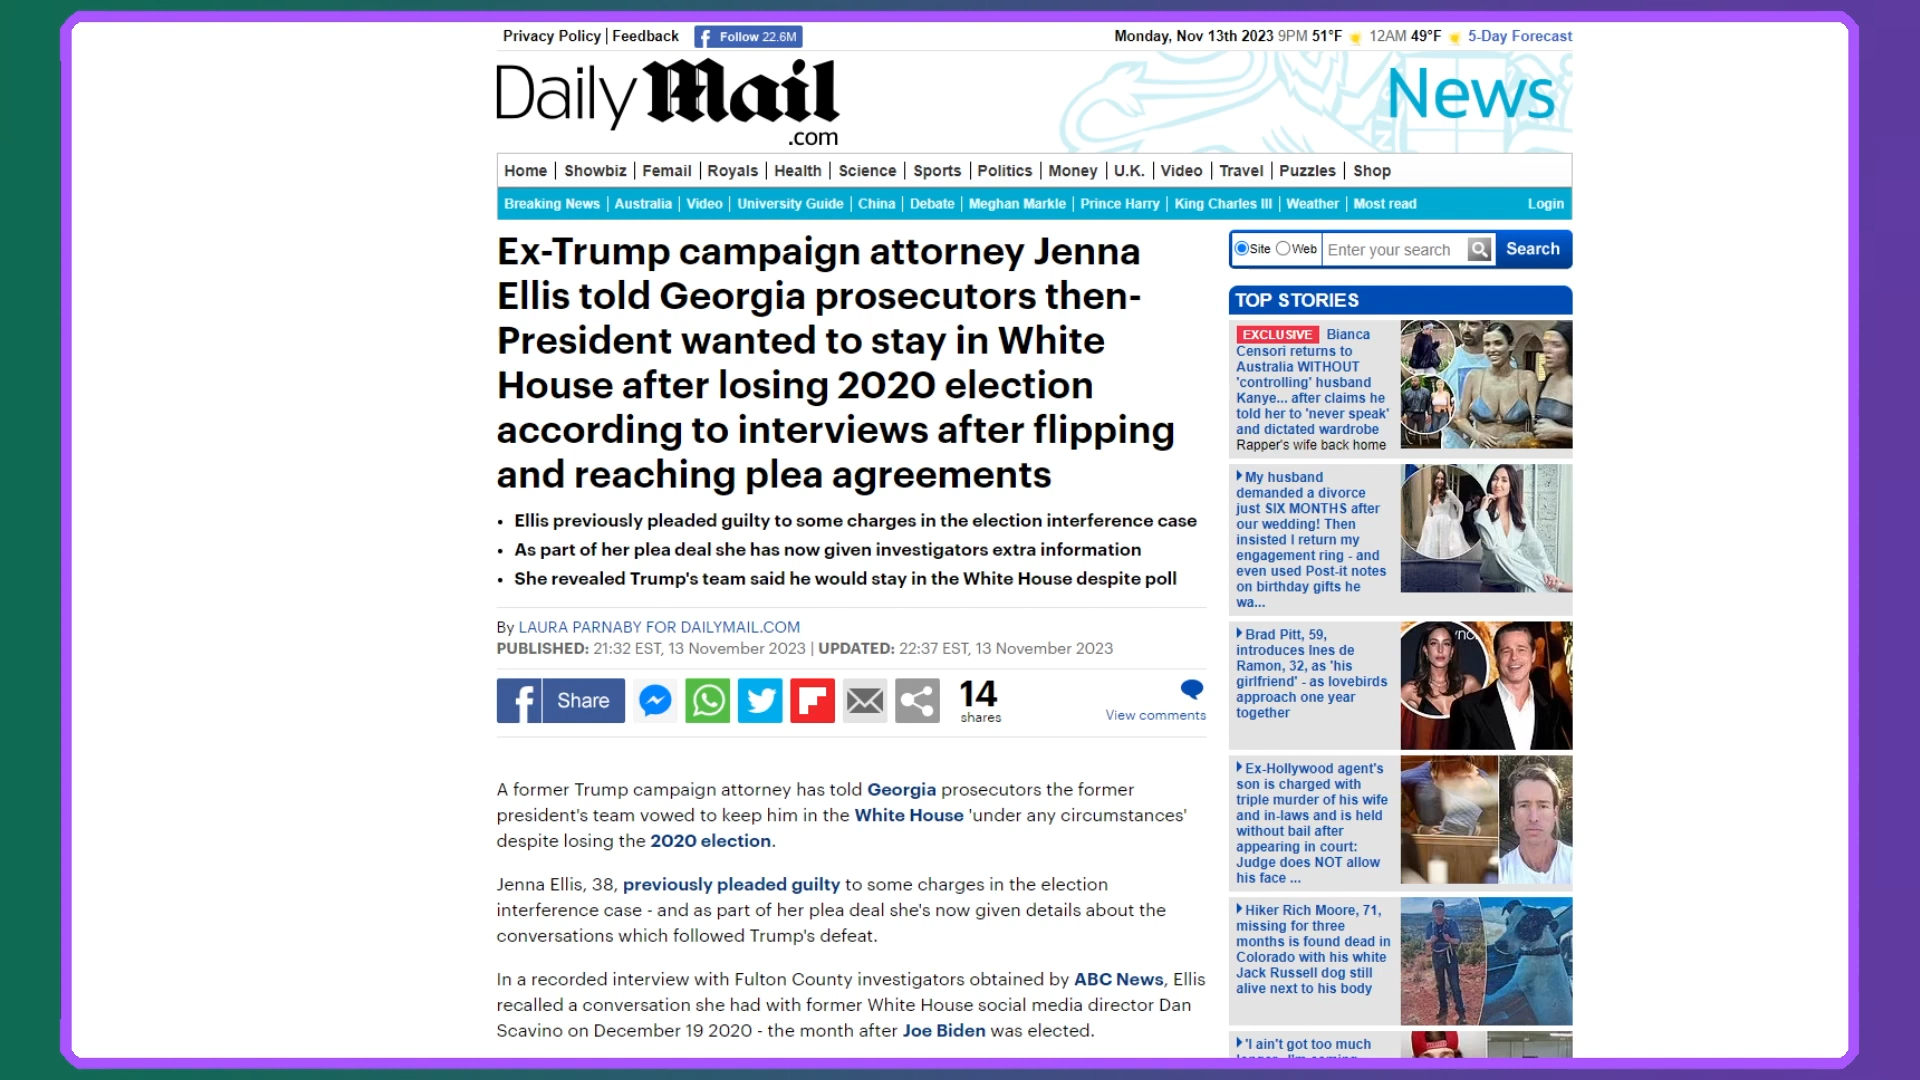 Privacy Policy | Feedback
Follow 22.6M
Monday, Nov 13th 2023 9PM 51°F 12AM 49°F 5-Day Forecast
Daily Mail
.com
News
Home | Showbiz | Femail | Royals | Health | Science | Sports | Politics | Money | U.K. | Video | Travel | Puzzles | Shop
Breaking News | Australia | Video | University Guide | China | Debate | Meghan Markle | Prince Harry | King Charles III | Weather | Most read
Login
Ex-Trump campaign attorney Jenna
Ellis told Georgia prosecutors then-
President wanted to stay in White
House after losing 2020 election
according to interviews after flipping
and reaching plea agreements
• Ellis previously pleaded guilty to some charges in the election interference case
• As part of her plea deal she has now given investigators extra information
• She revealed Trump's team said he would stay in the White House despite poll
By LAURA PARNABY FOR DAILYMAIL.COM
PUBLISHED: 21:32 EST, 13 November 2023 | UPDATED: 22:37 EST, 13 November 2023
Share
14
shares
View comments
A former Trump campaign attorney has told Georgia prosecutors the former
president's team vowed to keep him in the White House 'under any circumstances'
despite losing the 2020 election.
Jenna Ellis, 38, previously pleaded guilty to some charges in the election
interference case - and as part of her plea deal she's now given details about the
conversations which followed Trump's defeat.
In a recorded interview with Fulton County investigators obtained by ABC News, Ellis
recalled a conversation she had with former White House social media director Dan
Scavino on December 19 2020 - the month after Joe Biden was elected.
Site Web Enter your search Search
TOP STORIES
EXCLUSIVE Bianca
Censori returns to
Australia WITHOUT
'controlling' husband
Kanye... after claims he
told her to 'never speak'
and dictated wardrobe
Rapper's wife back home
My husband
demanded a divorce
just SIX MONTHS after
our wedding! Then
insisted I return my
engagement ring - and
even used Post-it notes
on birthday gifts he
wa...
Brad Pitt, 59,
introduces Ines de
Ramon, 32, as 'his
girlfriend' - as lovebirds
approach one year
together
Ex-Hollywood agent's
son is charged with
triple murder of his wife
and in-laws and is held
without bail after
appearing in court:
Judge does NOT allow
his face ...
Hiker Rich Moore, 71,
missing for three
months is found dead in
Colorado with his white
Jack Russell dog still
alive next to his body
'I ain't got too much